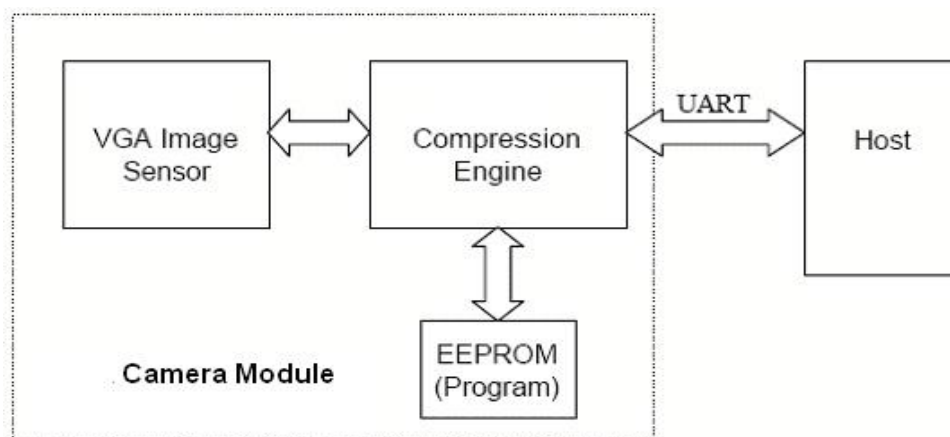 VGA Image
Sensor
Compression
Engine
UART
Host
EEPROM
(Program)
Camera Module